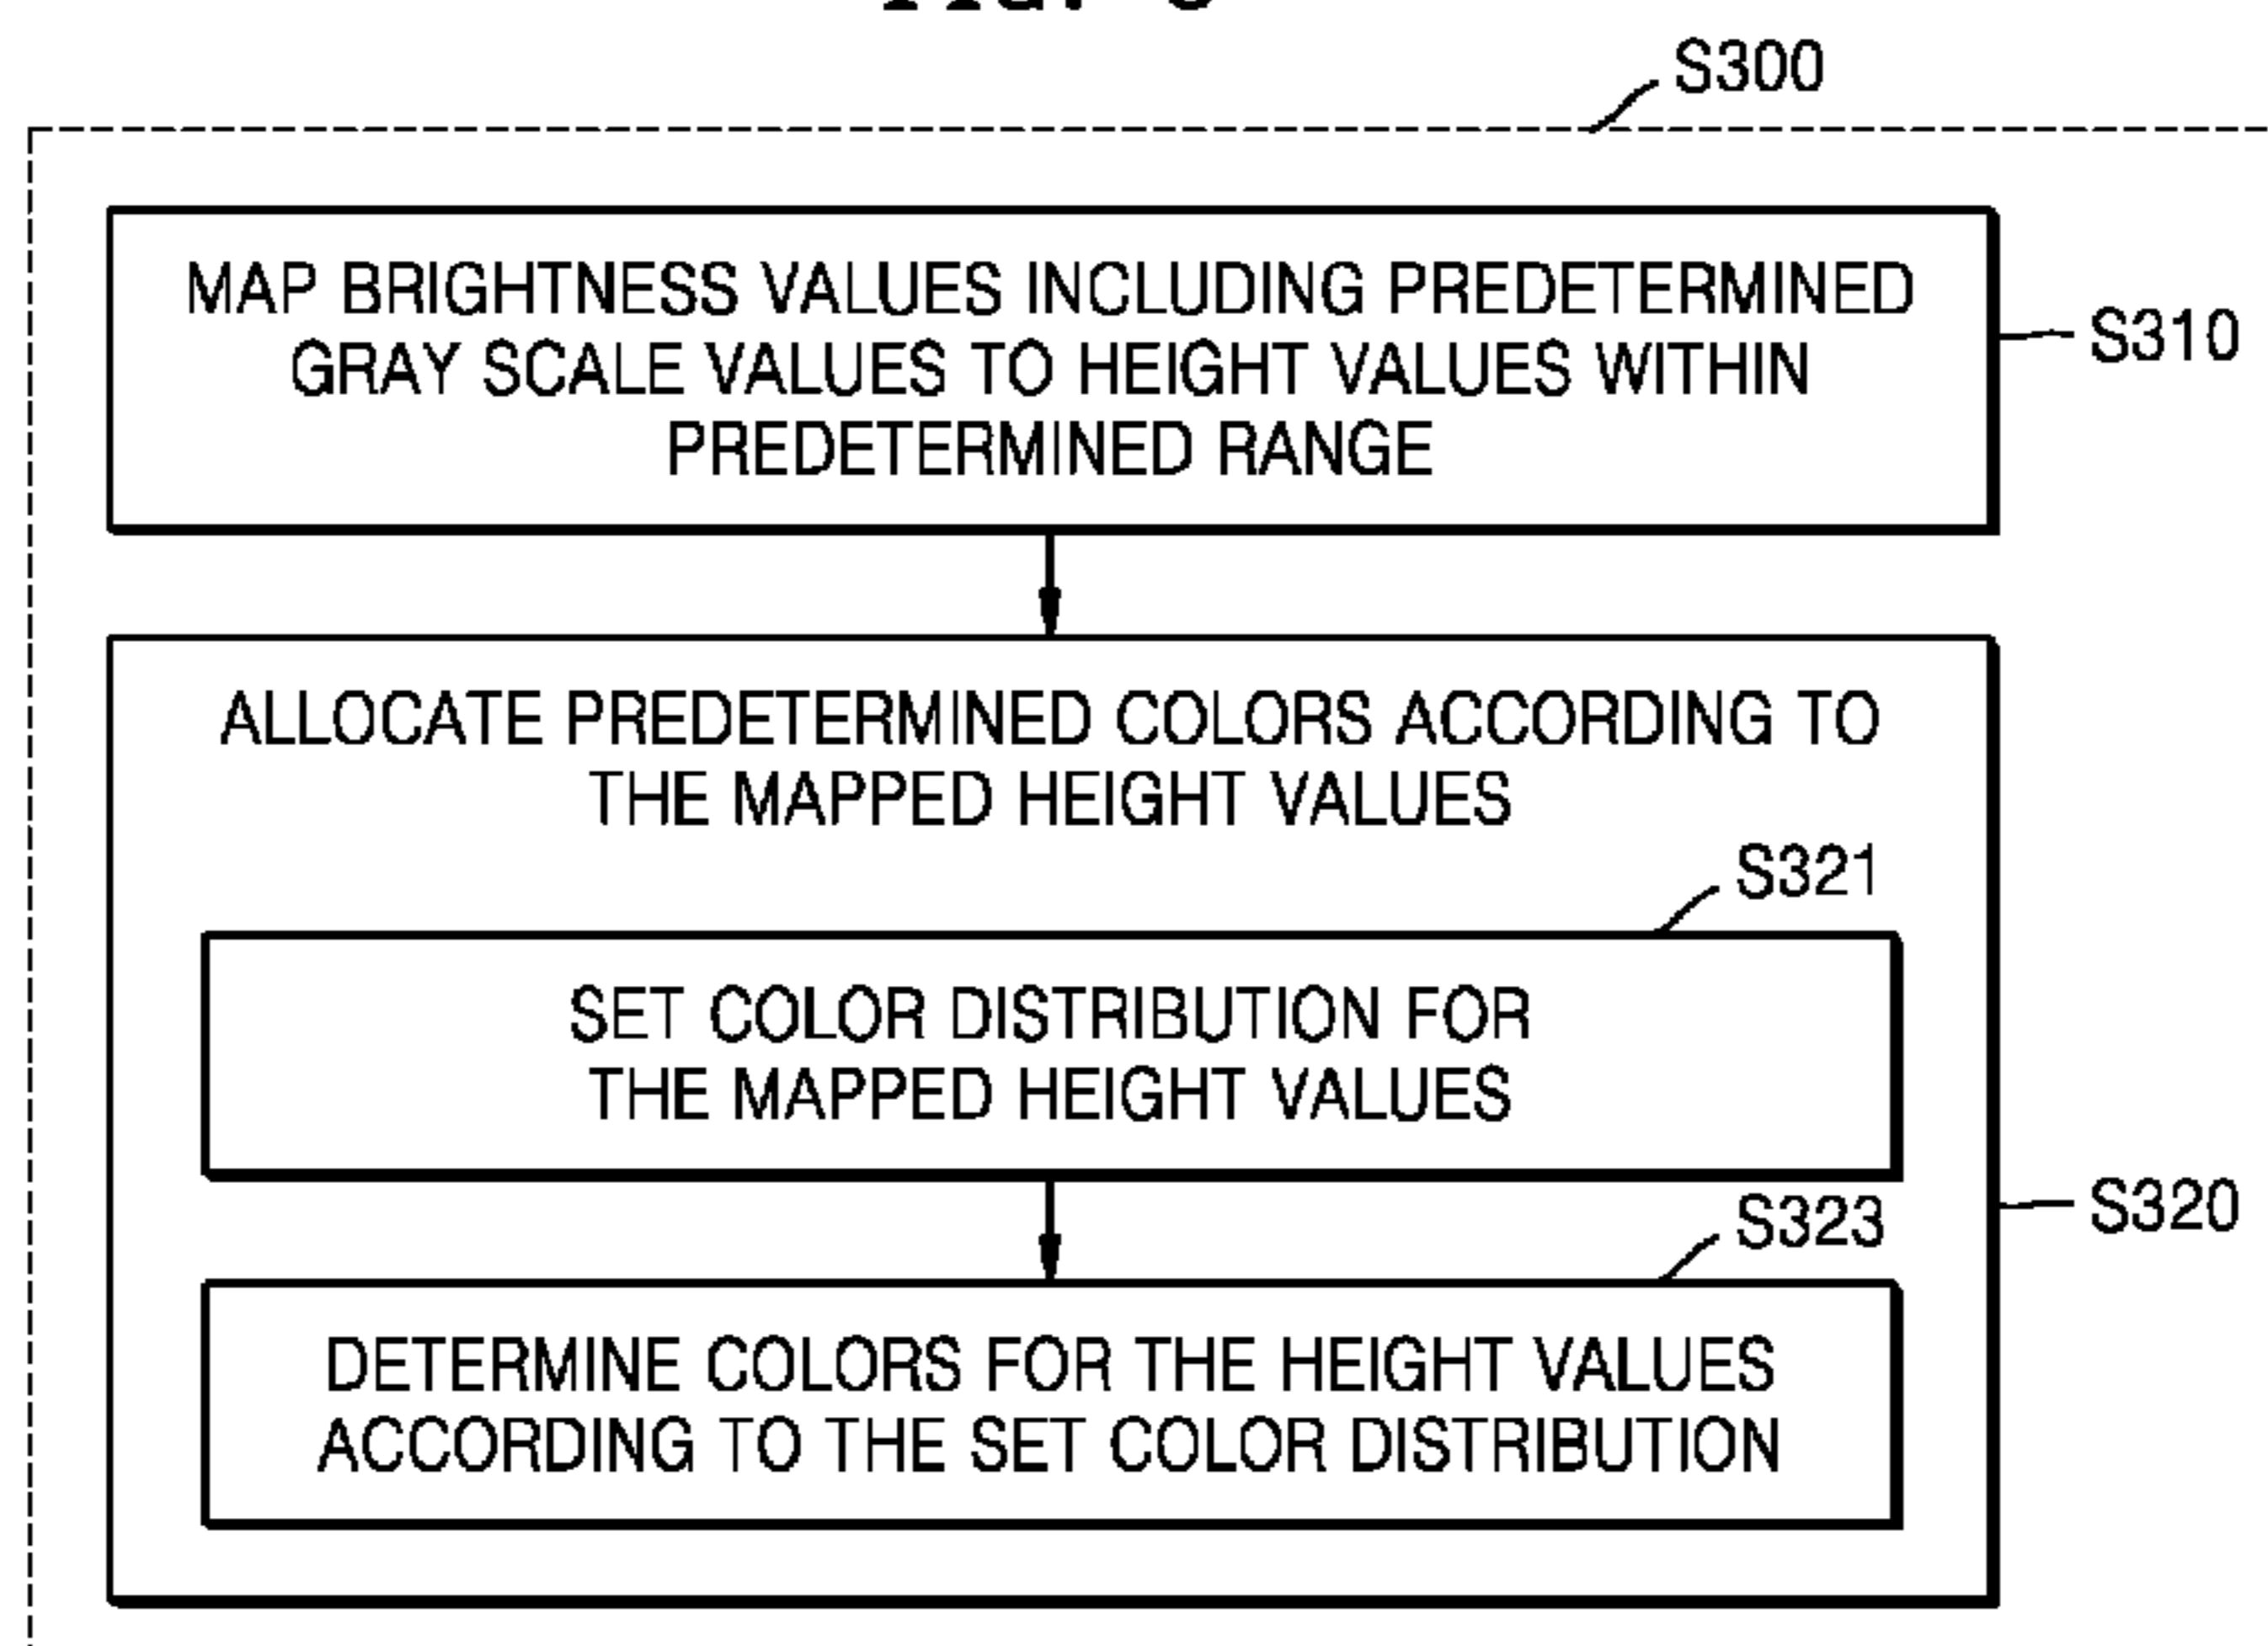 S300
MAP BRIGHTNESS VALUES INCLUDING PREDETERMINED
GRAY SCALE VALUES TO HEIGHT VALUES WITHIN
PREDETERMINED RANGE
S310
ALLOCATE PREDETERMINED COLORS ACCORDING TO
THE MAPPED HEIGHT VALUES
S321
SET COLOR DISTRIBUTION FOR
THE MAPPED HEIGHT VALUES
S320
S323
DETERMINE COLORS FOR THE HEIGHT VALUES
ACCORDING TO THE SET COLOR DISTRIBUTION